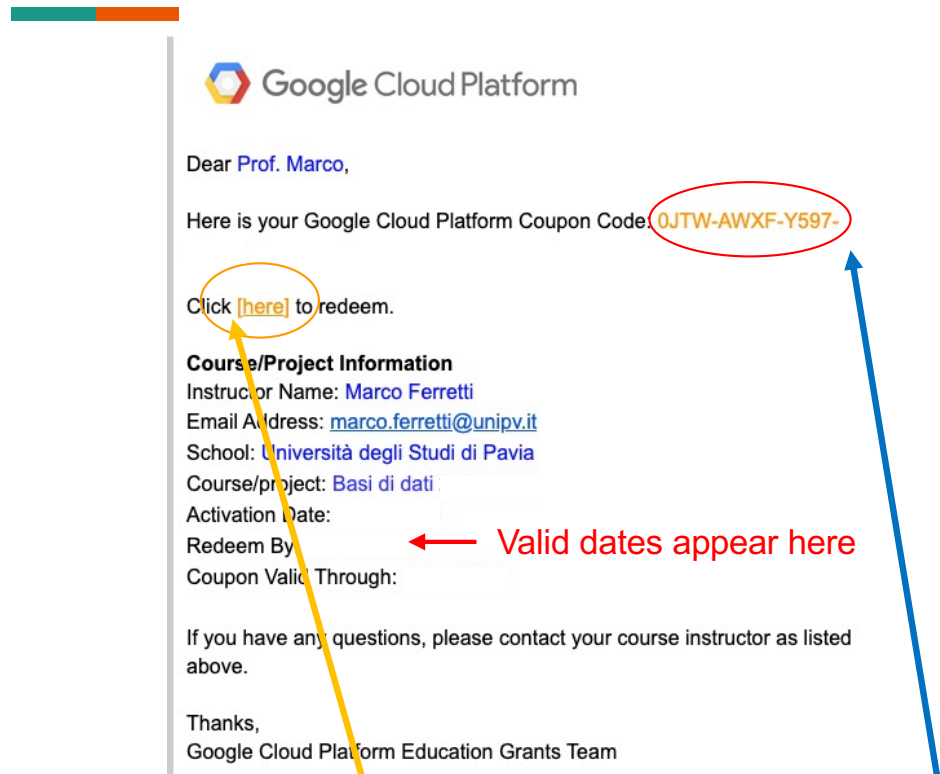 Google Cloud Platform
Dear Prof. Marco,
Here is your Google Cloud Platform Coupon Code: 0JTW-AWXF-Y597-
Click [here] to redeem.
Course/Project Information
Instructor Name: Marco Ferretti
Email Address: marco.ferretti@unipv.it
School: Università degli Studi di Pavia
Course/project: Basi di dati
Activation Date:
Redeem By
Valid dates appear here
Coupon Valid Through:
If you have any questions, please contact your course instructor as listed
above.
Thanks,
Google Cloud Platform Education Grants Team